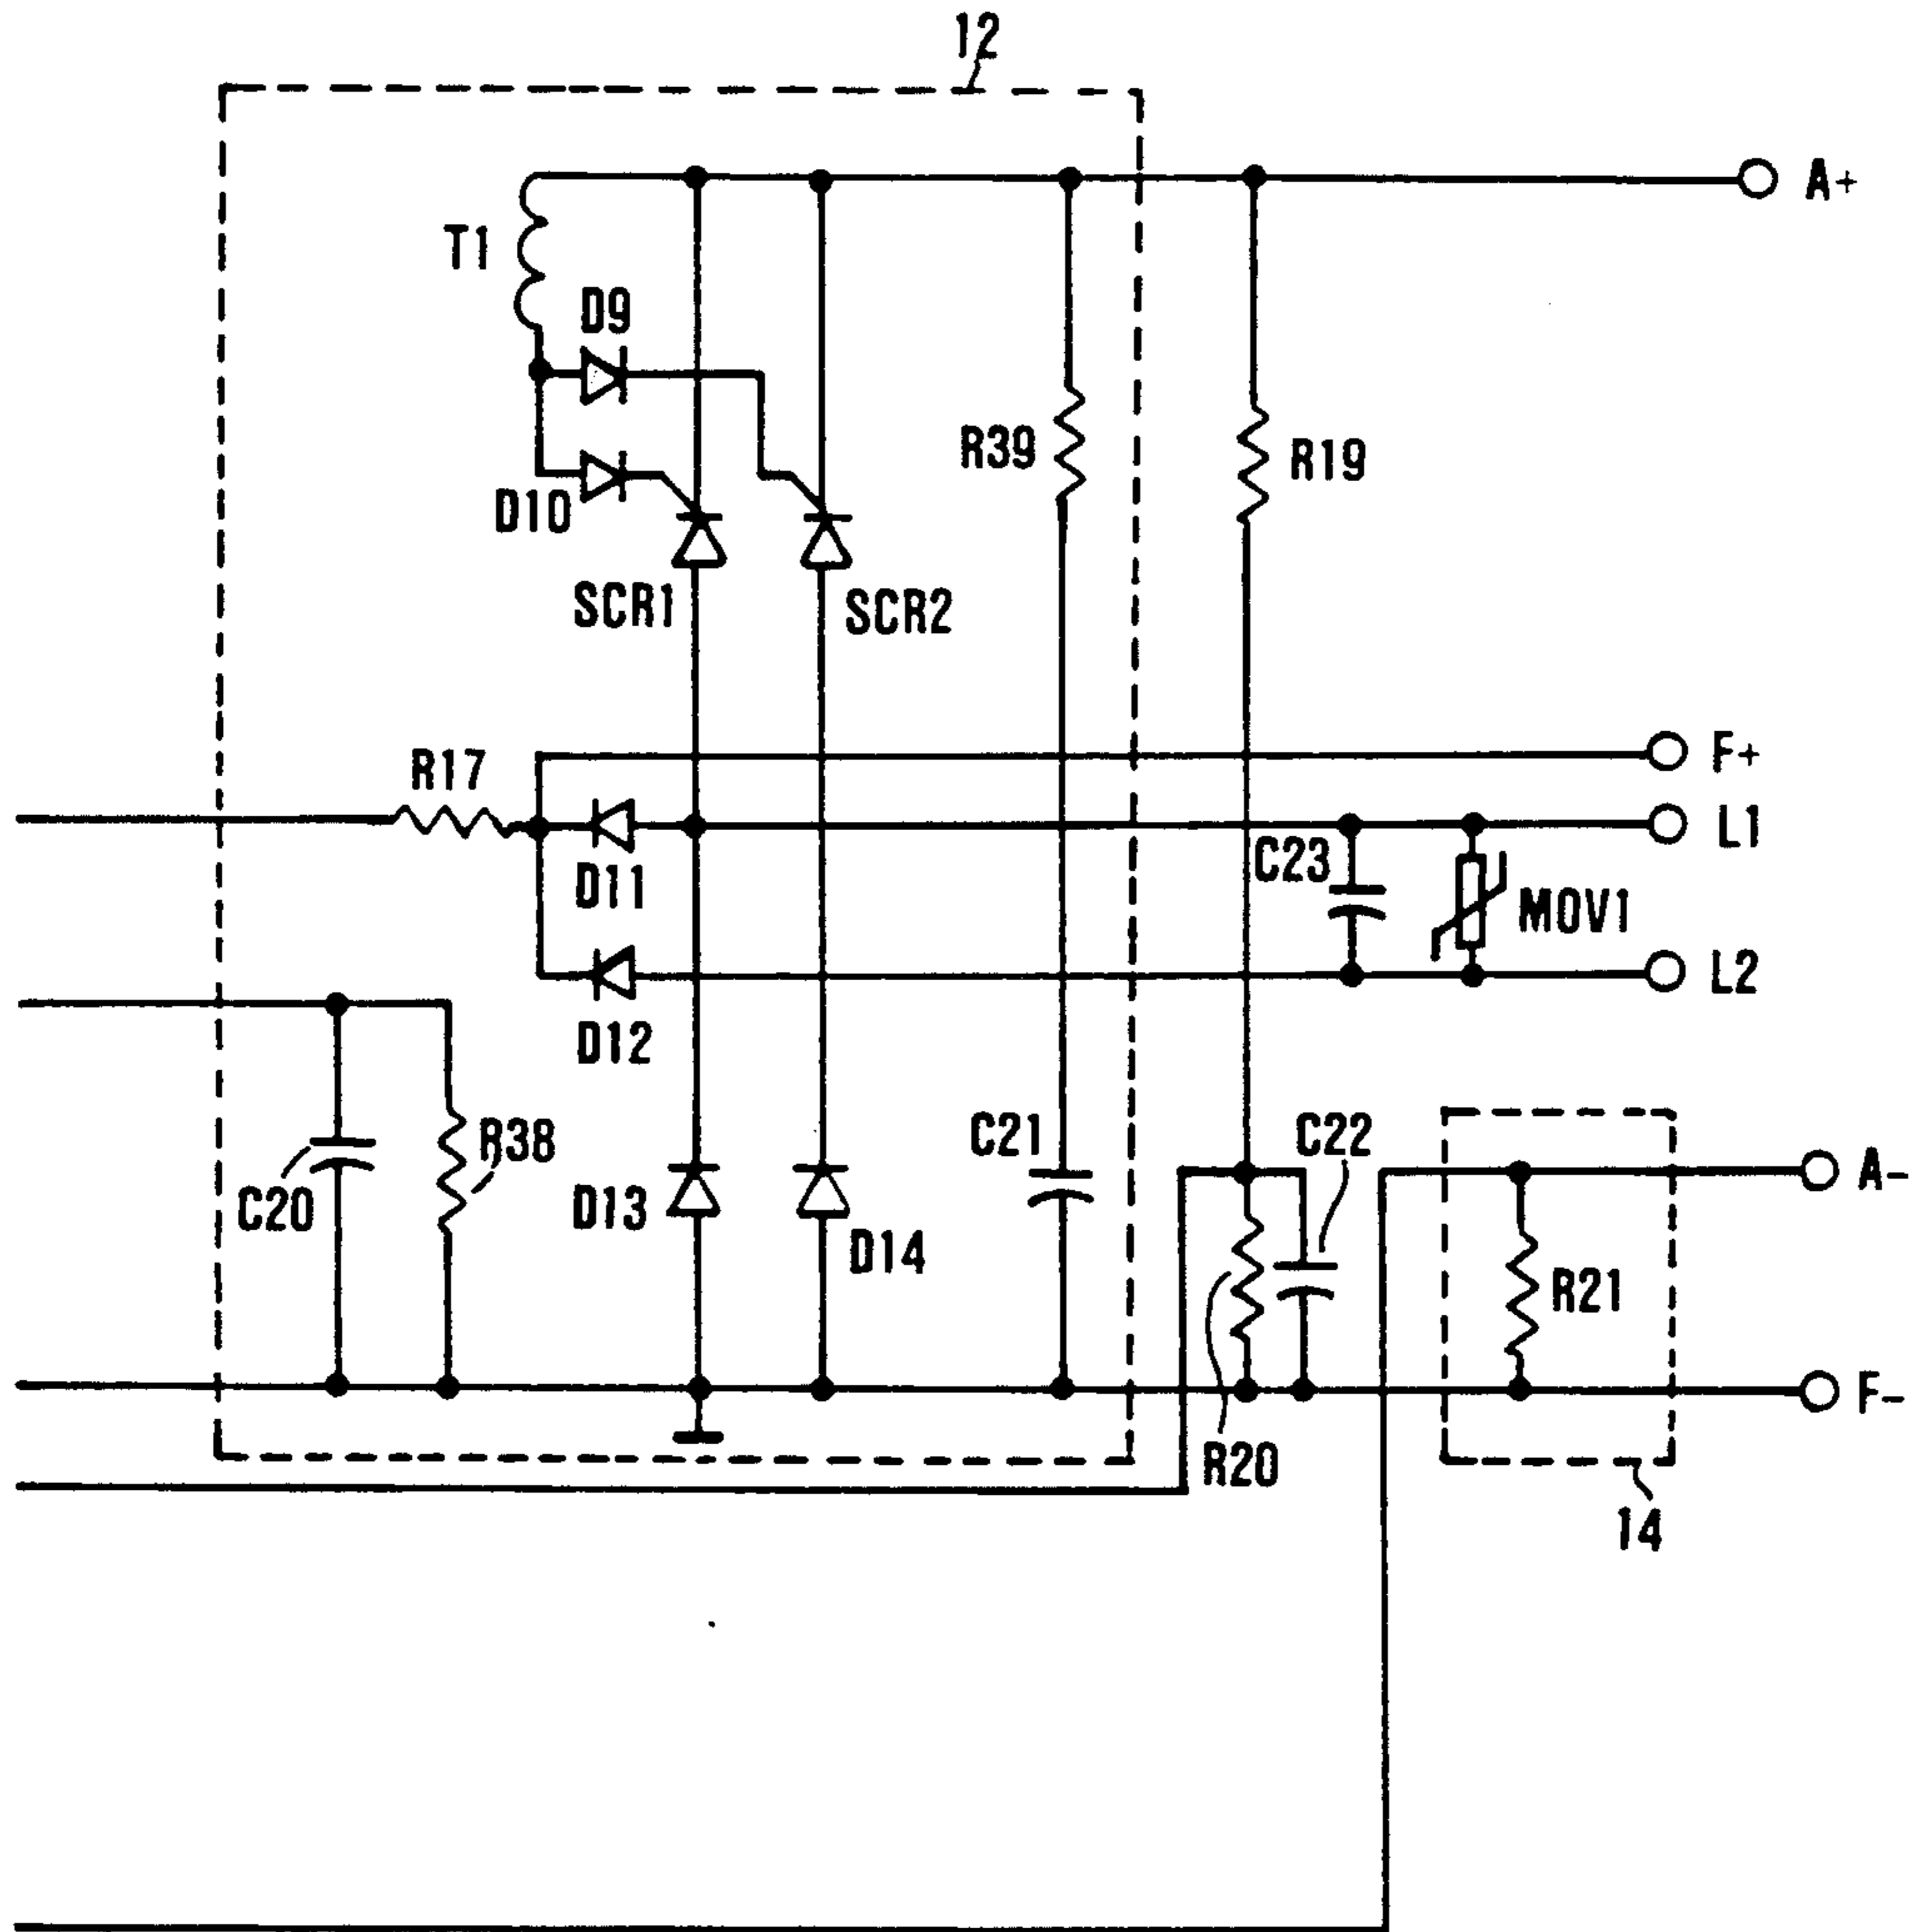 12
A+
T1
D9
R39
R19
D10
SCR1
SCR2
F+
R17
L1
C23
D11
MOV1
L2
D12
C21
C22
R38
A-
C20
D13
D14
R21
F-
R20
14